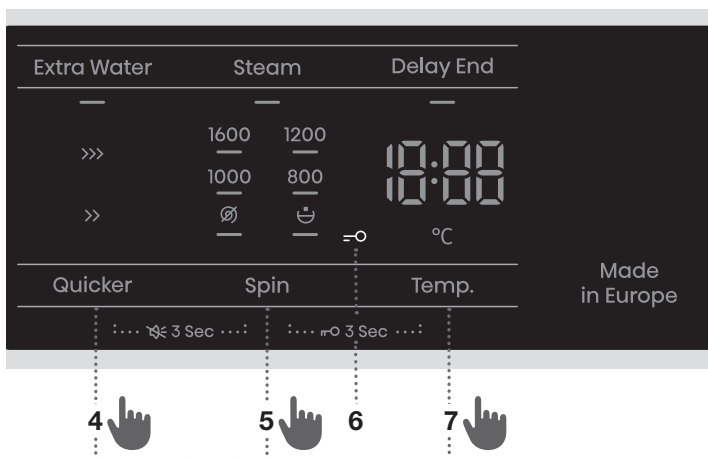 Extra Water Steam Delay End
1600 1200
>>>
18:88
1000 800
>>
°C
Made
in Europe
Quicker Spin Temp.
3 Sec 3 Sec
4 5 6 7